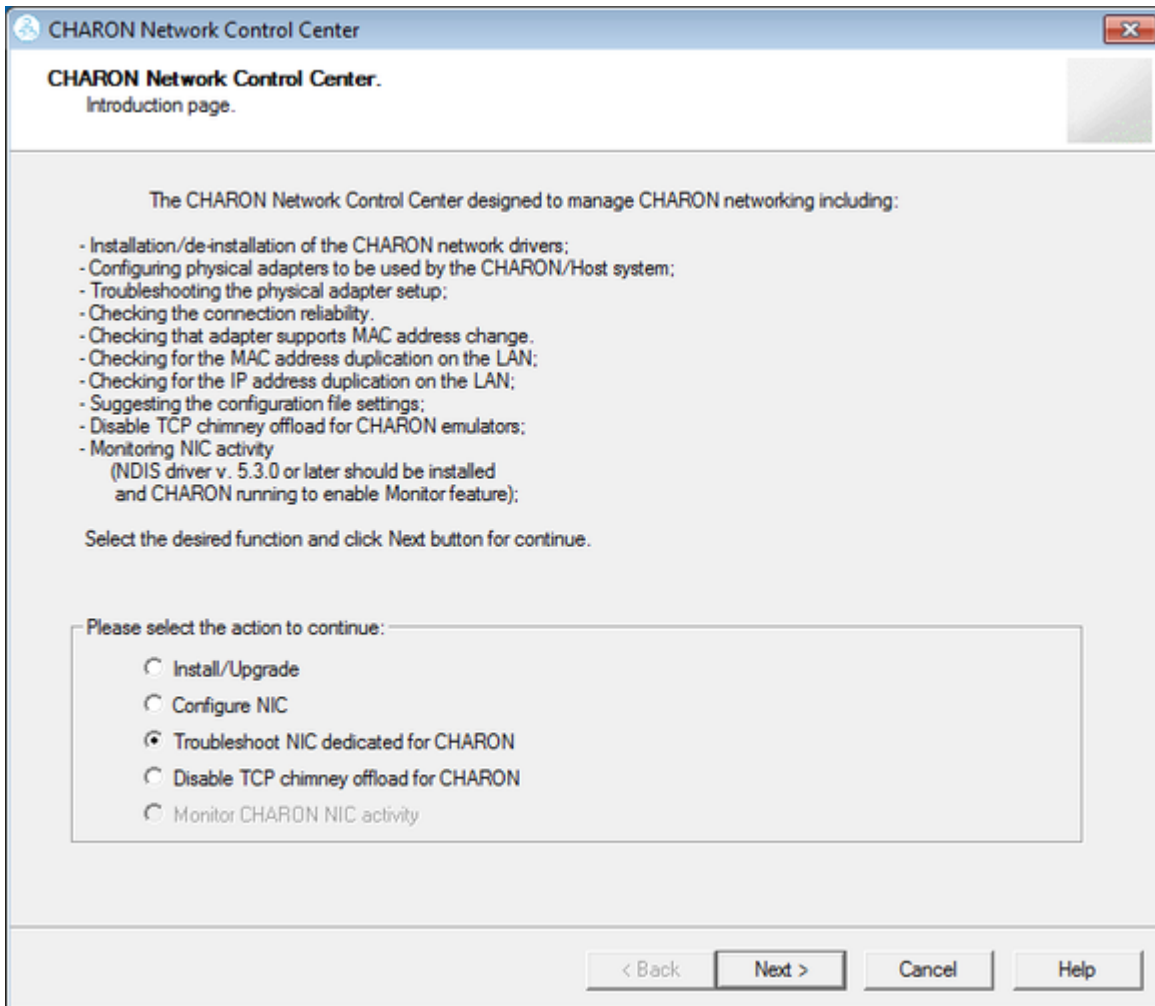 CHARON Network Control Center
CHARON Network Control Center.
Introduction page.
The CHARON Network Control Center designed to manage CHARON networking including:
- Installation/de-installation of the CHARON network drivers;
- Configuring physical adapters to be used by the CHARON/Host system;
- Troubleshooting the physical adapter setup;
- Checking the connection reliability.
- Checking that adapter supports MAC address change.
- Checking for the MAC address duplication on the LAN;
- Checking for the IP address duplication on the LAN;
- Suggesting the configuration file settings;
- Disable TCP chimney offload for CHARON emulators;
- Monitoring NIC activity
(NDIS driver v. 5.3.0 or later should be installed
and CHARON running to enable Monitor feature);
Select the desired function and click Next button for continue.
Please select the action to continue:
Install/Upgrade
Configure NIC
Troubleshoot NIC dedicated for CHARON
Disable TCP chimney offload for CHARON
Monitor CHARON NIC activity
< Back Next > Cancel Help